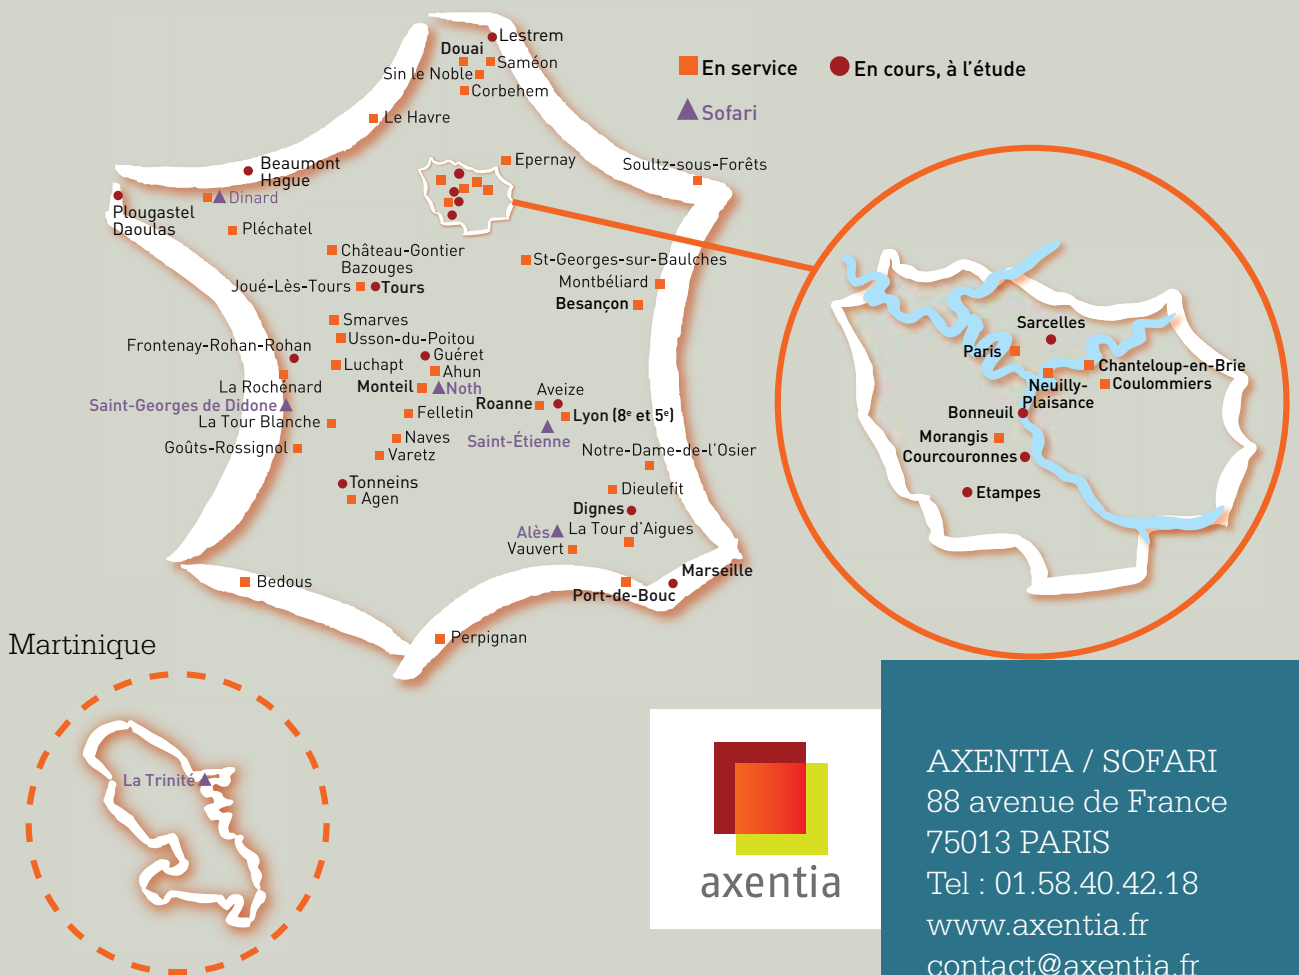 Lestrem
Douai
Saméon
Sin le Noble
Corbehem
Le Havre
En service
En cours, à l'étude
Sofari
Beaumont
Hague
Epernay
Soultz-sous-Forêts
Dinard
Plougastel
Daoulas
Pléchatel
Château-Gontier
Bazouges
St-Georges-sur-Baulches
Joué-Lès-Tours
Tours
Montbéliard
Besançon
Smarves
Usson-du-Poitou
Frontenay-Rohan-Rohan
Guéret
Luchapt
Ahun
La Rochénard
Monteil
Noth
Aveize
Saint-Georges de Didone
Roanne
Felletin
Lyon (8e et 5e)
La Tour Blanche
Saint-Étienne
Goûts-Rossignol
Naves
Varetz
Notre-Dame-de-l'Osier
Tonneins
Agen
Dieulefit
Dignes
Alès
La Tour d'Aigues
Vauvert
Marseille
Bedous
Port-de-Bouc
Perpignan
Sarcelles
Paris
Chanteloup-en-Brie
Neuilly-
Plaisance
Coulommiers
Bonneuil
Morangis
Courcouronnes
Etampes
Martinique
La Trinité
axentia
AXENTIA / SOFARI
88 avenue de France
75013 PARIS
Tel : 01.58.40.42.18
www.axentia.fr
contact@axentia.fr